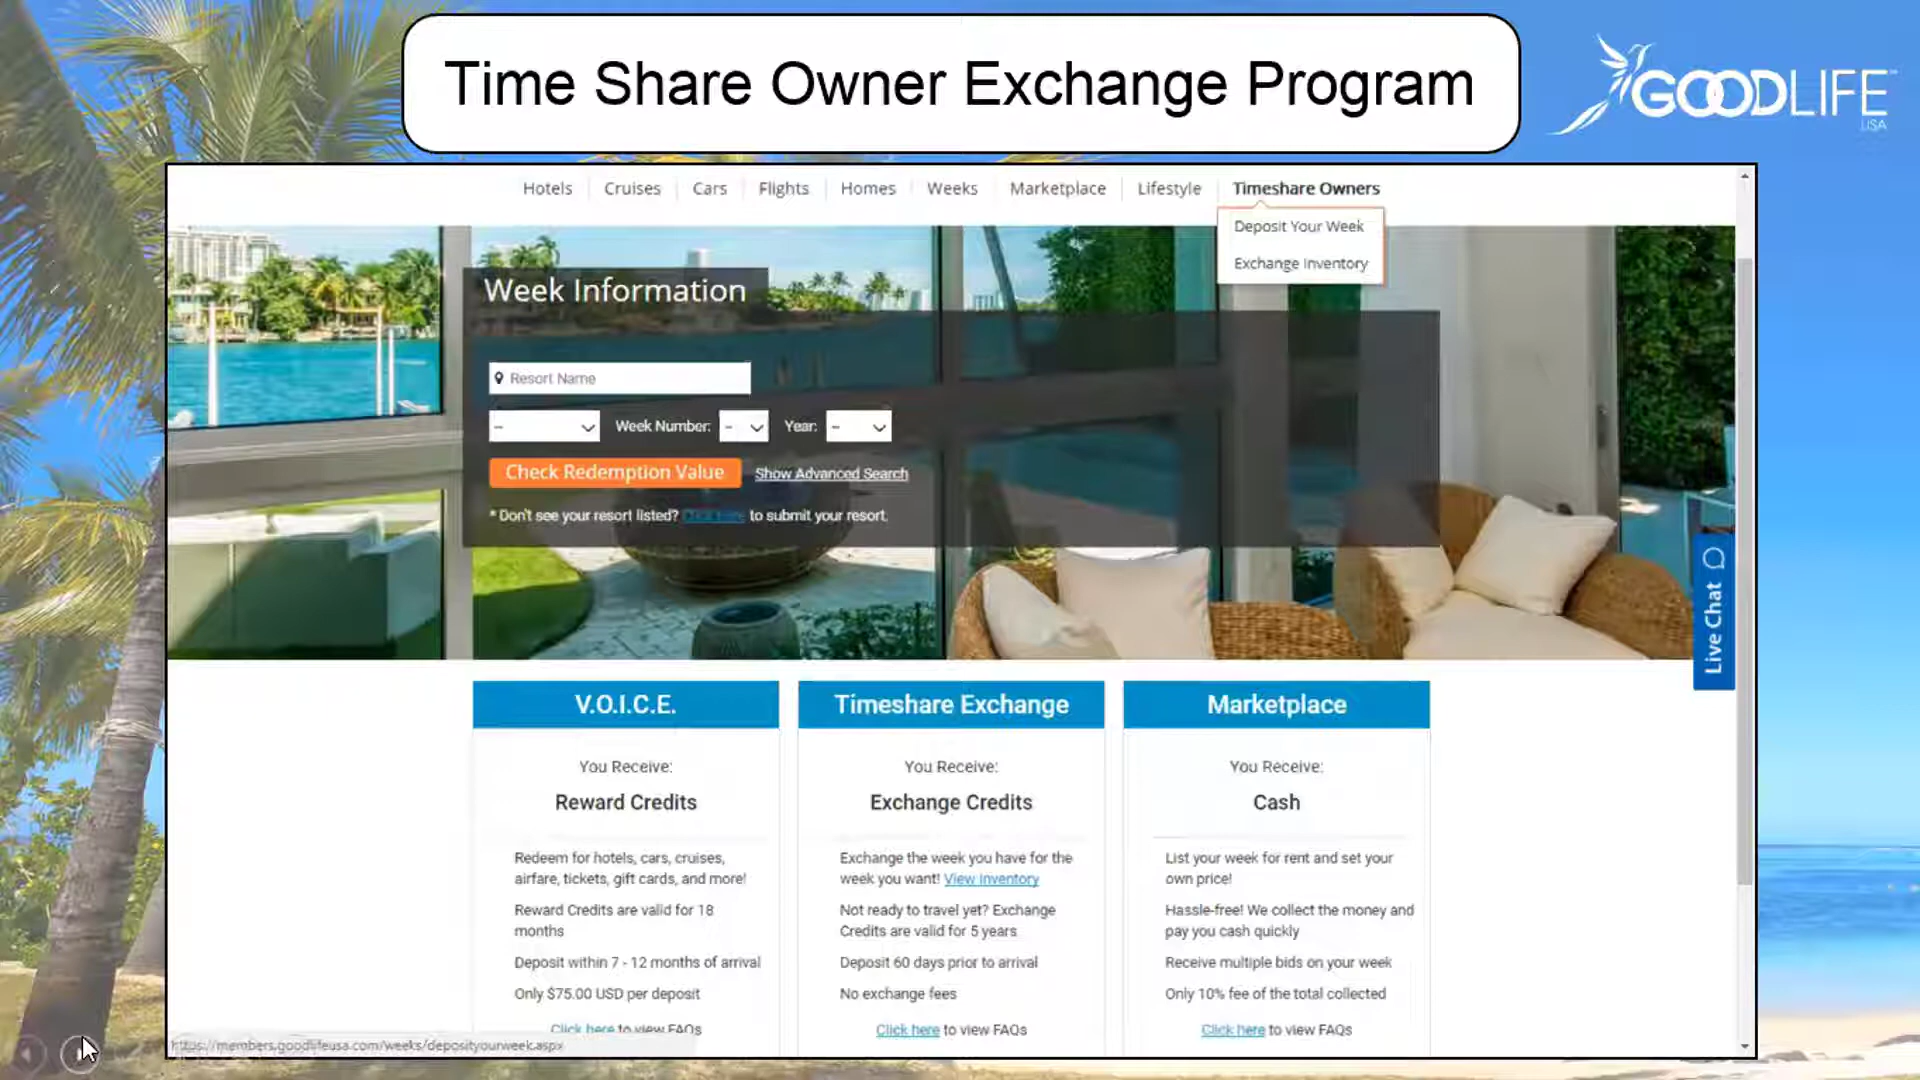 Time Share Owner Exchange Program
GOODLIFE
USA
Hotels Cruises Cars Flights Homes Weeks Marketplace Lifestyle Timeshare Owners
Deposit Your Week
Exchange Inventory
Week Information
Resort Name
-- Week Number: - Year: -
Check Redemption Value Show Advanced Search
* Don't see your resort listed? Click here to submit your resort.
Live Chat
V.O.I.C.E.
You Receive:
Reward Credits
Redeem for hotels, cars, cruises,
airfare, tickets, gift cards, and more!
Reward Credits are valid for 18
months
Deposit within 7 - 12 months of arrival
Only $75.00 USD per deposit
Click here to view FAQs
Timeshare Exchange
You Receive:
Exchange Credits
Exchange the week you have for the
week you want! View Inventory
Not ready to travel yet? Exchange
Credits are valid for 5 years
Deposit 60 days prior to arrival
No exchange fees
Click here to view FAQs
Marketplace
You Receive:
Cash
List your week for rent and set your
own price!
Hassle-free! We collect the money and
pay you cash quickly
Receive multiple bids on your week
Only 10% fee of the total collected
Click here to view FAQs
https://members.goodlifeusa.com/weeks/deposityourweek.aspx